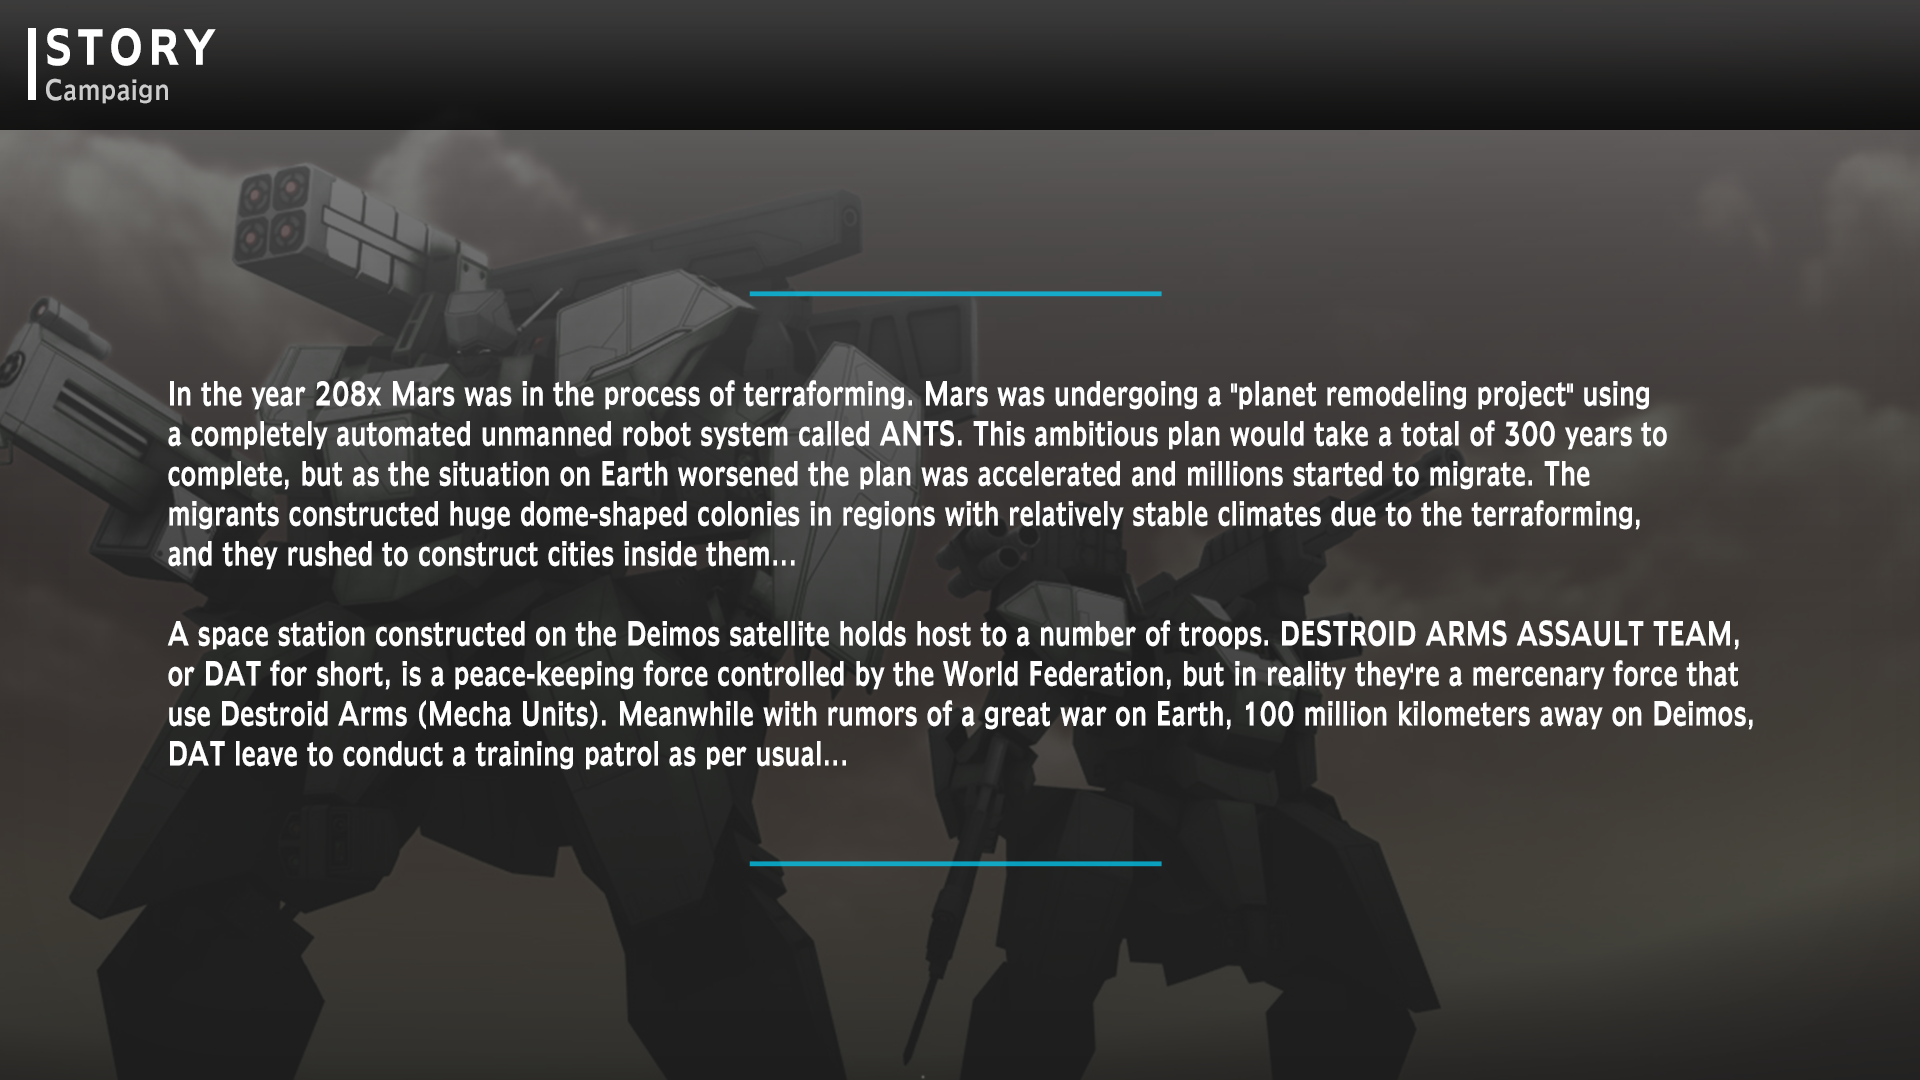 STORY
Campaign
In the year 208x Mars was in the process of terraforming. Mars was undergoing a "planet remodeling project" using
a completely automated unmanned robot system called ANTS. This ambitious plan would take a total of 300 years to
complete, but as the situation on Earth worsened the plan was accelerated and millions started to migrate. The
migrants constructed huge dome-shaped colonies in regions with relatively stable climates due to the terraforming,
and they rushed to construct cities inside them...
A space station constructed on the Deimos satellite holds host to a number of troops. DESTROID ARMS ASSAULT TEAM,
or DAT for short, is a peace-keeping force controlled by the World Federation, but in reality they're a mercenary force that
use Destroid Arms (Mecha Units). Meanwhile with rumors of a great war on Earth, 100 million kilometers away on Deimos,
DAT leave to conduct a training patrol as per usual...